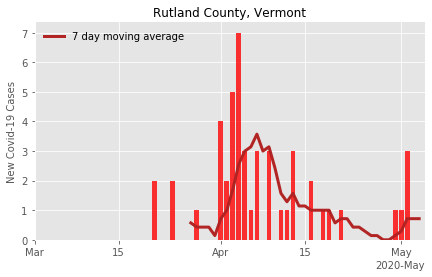 Rutland County, Vermont
7 day moving average
New Covid-19 Cases
7
6
5
4
3
2
1
0
Mar 15 Apr 15 May
2020-May